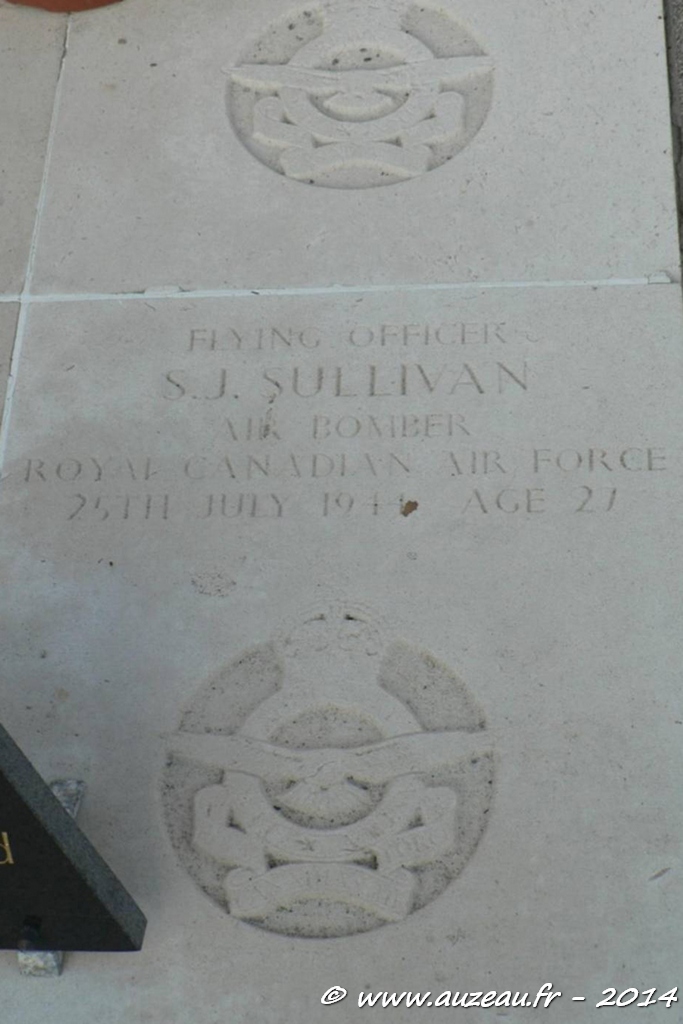 FLYING OFFICER
S.J. SULLIVAN
AIR BOMBER
ROYAL CANADIAN AIR FORCE
25TH JULY 1944 AGE 27
d
© www.auzeau.fr - 2014